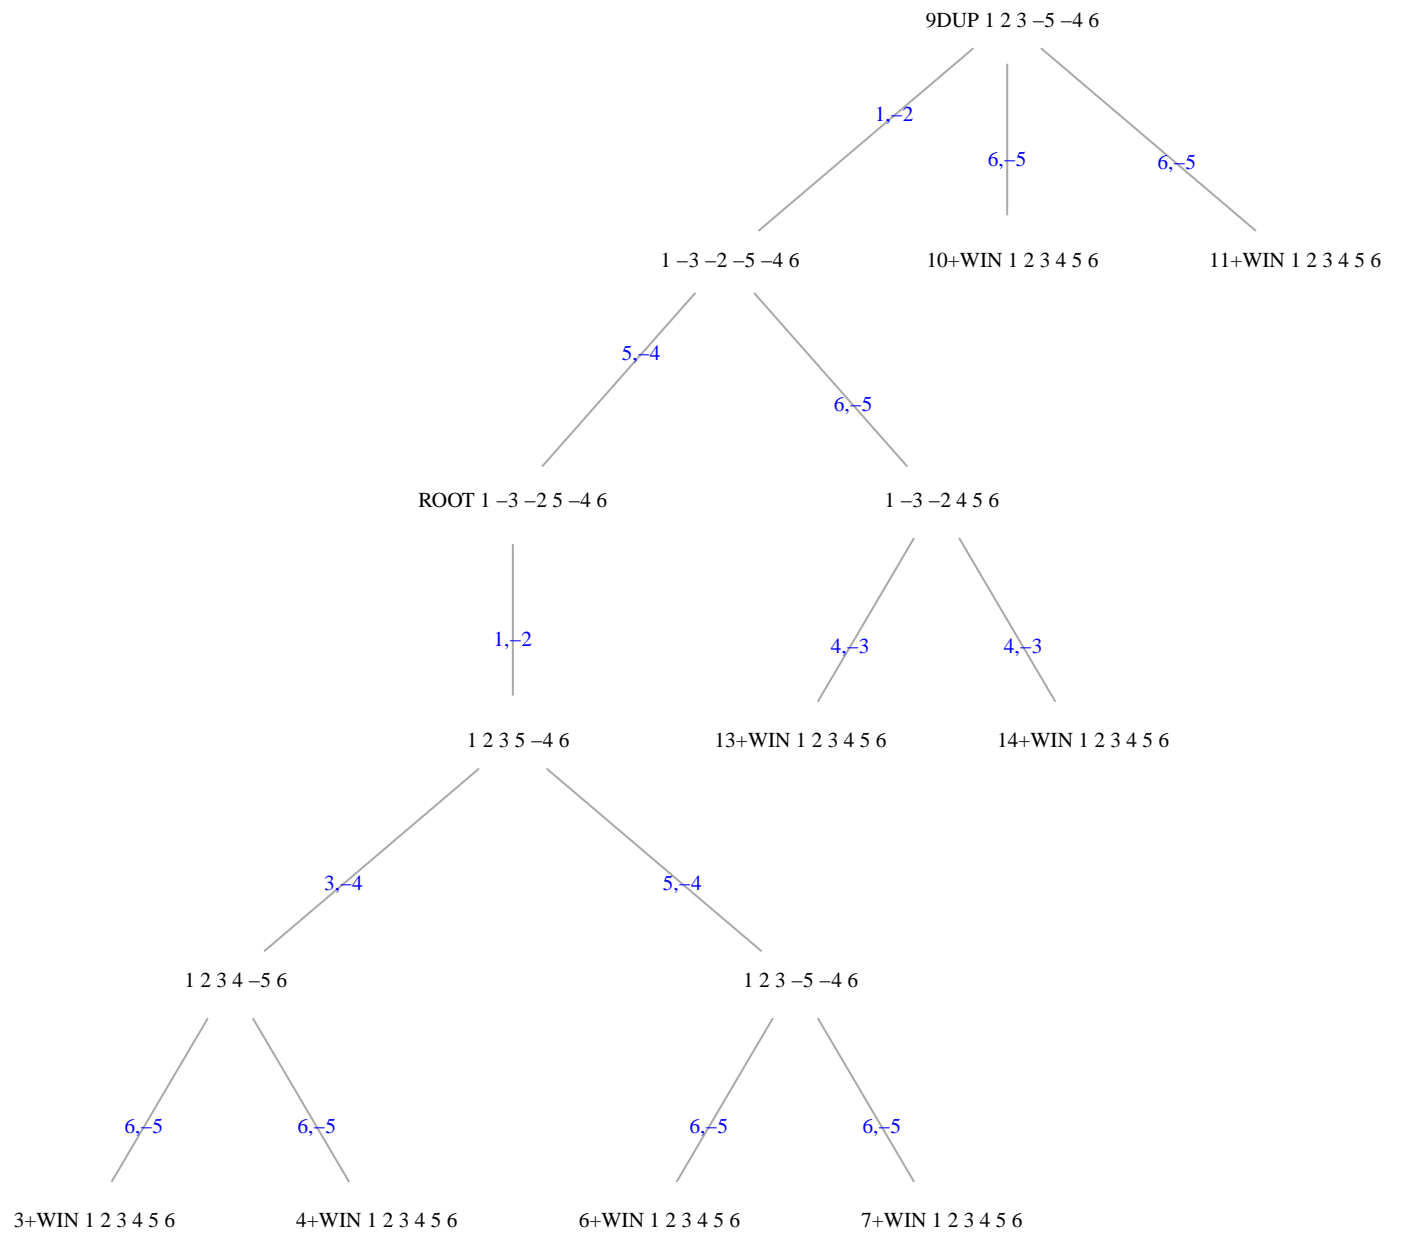 9DUP 1 2 3 –5 –4 6
1,–2
6,–5
6,–5
1 –3 –2 –5 –4 6
10+WIN 1 2 3 4 5 6
11+WIN 1 2 3 4 5 6
5,–4
6,–5
ROOT 1 –3 –2 5 –4 6
1 –3 –2 4 5 6
1,–2
4,–3
4,–3
1 2 3 5 –4 6
13+WIN 1 2 3 4 5 6
14+WIN 1 2 3 4 5 6
3,–4
5,–4
1 2 3 4 –5 6
1 2 3 –5 –4 6
6,–5
6,–5
6,–5
6,–5
3+WIN 1 2 3 4 5 6
4+WIN 1 2 3 4 5 6
6+WIN 1 2 3 4 5 6
7+WIN 1 2 3 4 5 6